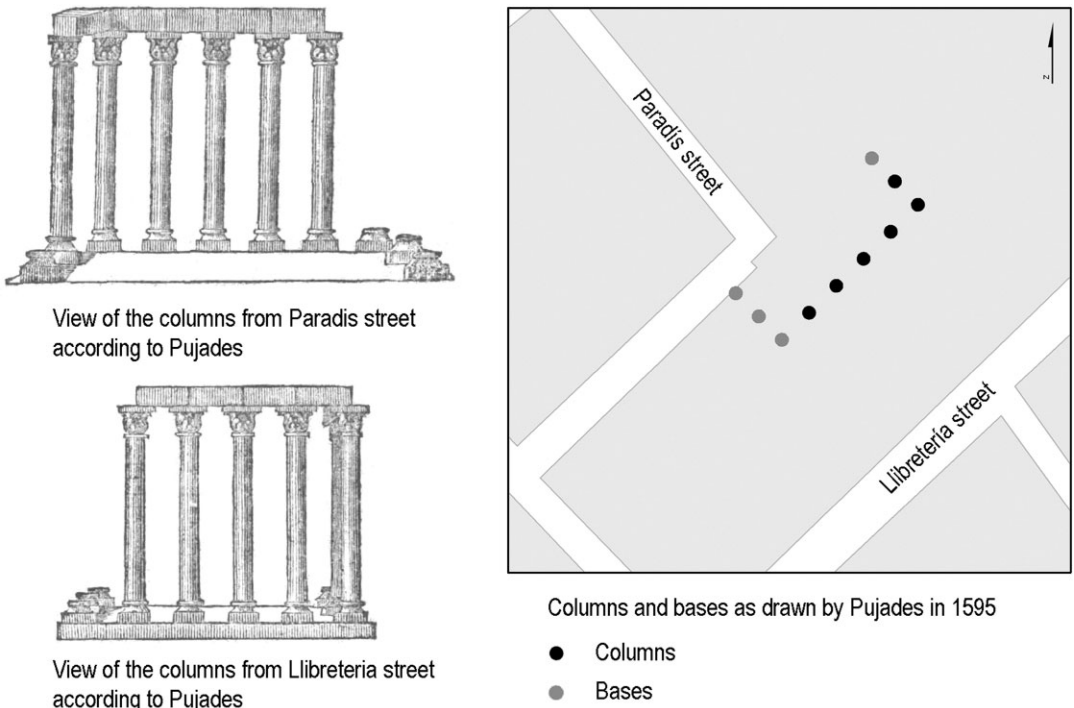 View of the columns from Paradis street
according to Pujades
View of the columns from Llibreteria street
according to Pujades
Paradís street
Llibretería street
N
Columns and bases as drawn by Pujades in 1595
Columns
Bases